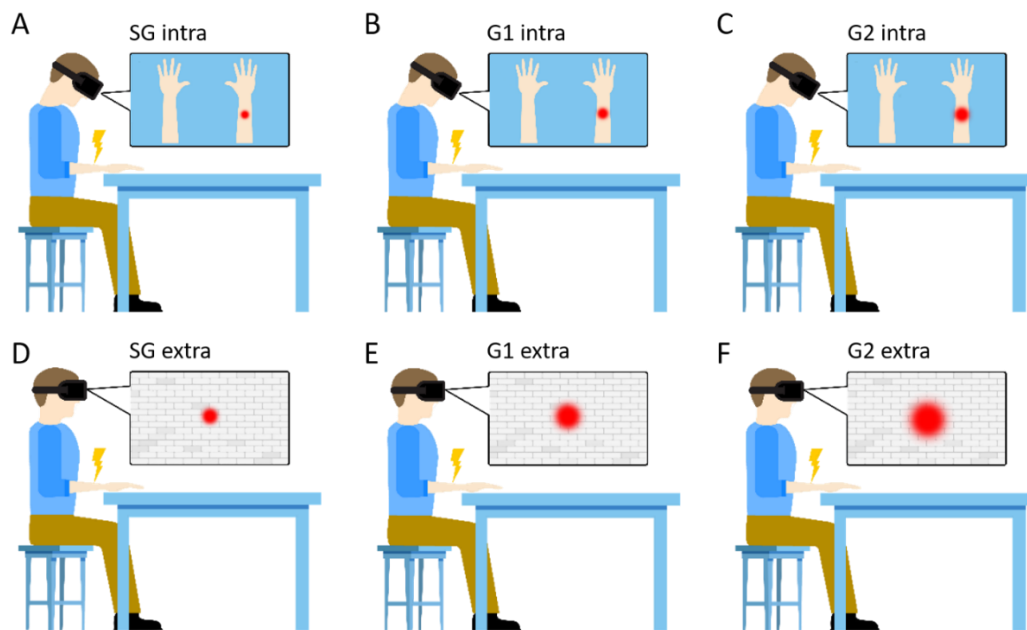 A
SG intra
B
G1 intra
C
G2 intra
D
SG extra
E
G1 extra
F
G2 extra